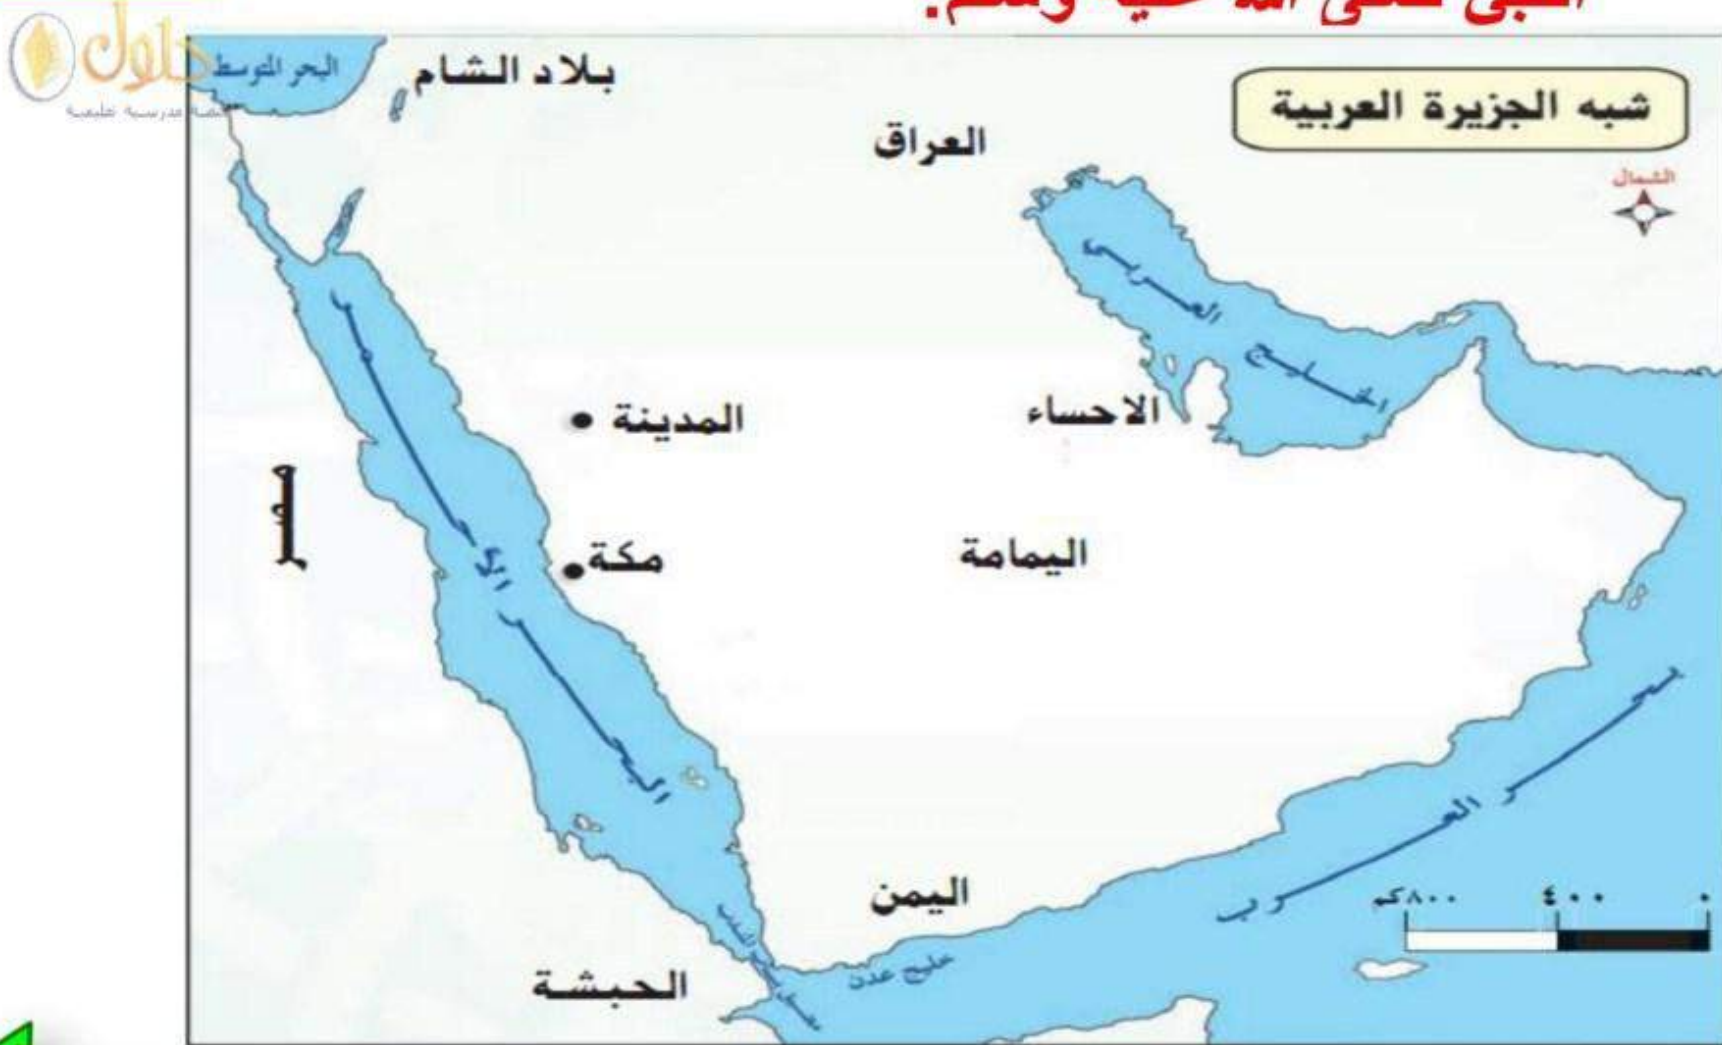 حلول
شبه الجزيرة العربية
الشمال
البحر المتوسط
بلاد الشام
العراق
الخليج العربي
الاحساء
المدينة
مصر
مكة
اليمامة
البحر الأحمر
بحر العرب
اليمن
خليج عدن
الحبشة
٠ ٤٠٠ ٨٠٠كم